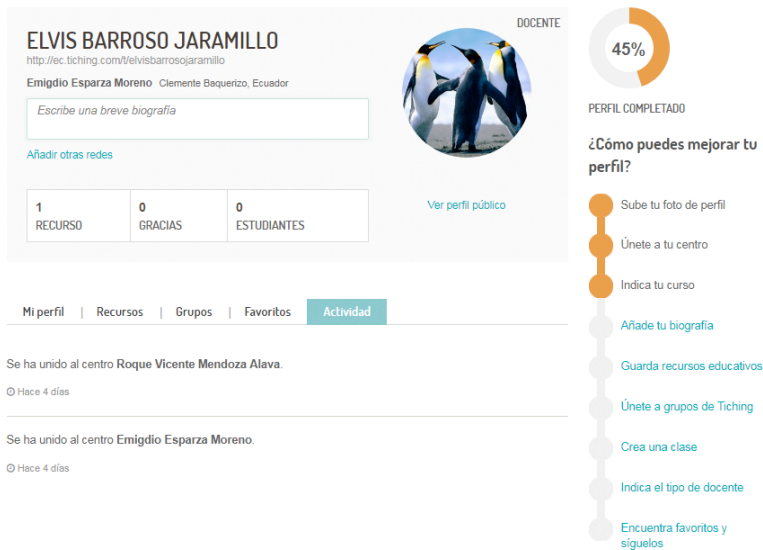 DOCENTE
ELVIS BARROSO JARAMILLO
http://ec.tiching.com/t/elvisbarrosojaramillo
Emigdio Esparza Moreno Clemente Baquerizo, Ecuador
Escribe una breve biografía
Añadir otras redes
1 0 0
RECURSO GRACIAS ESTUDIANTES
Ver perfil público
Mi perfil | Recursos | Grupos | Favoritos Actividad
Se ha unido al centro Roque Vicente Mendoza Alava.
Hace 4 días
Se ha unido al centro Emigdio Esparza Moreno.
Hace 4 días
45%
PERFIL COMPLETADO
¿Cómo puedes mejorar tu
perfil?
Sube tu foto de perfil
Únete a tu centro
Indica tu curso
Añade tu biografía
Guarda recursos educativos
Únete a grupos de Tiching
Crea una clase
Indica el tipo de docente
Encuentra favoritos y
síguelos